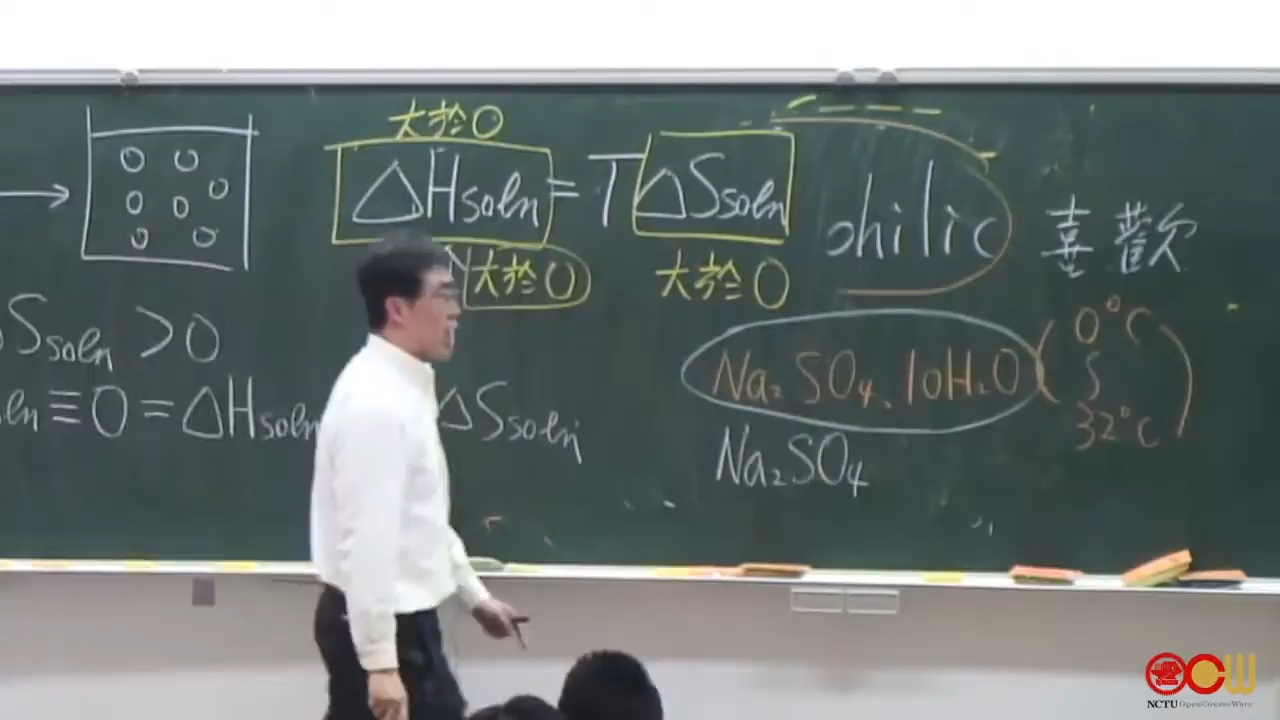 大於0
△Hsoln = T△Ssoln
大於0 大於0
philic 喜歡
Ssoln >0
ln ≡ 0 = △Hsoln △Ssoln
Na₂SO₄、10H₂O ( 0°C
32°C )
Na₂SO₄
NCTU OpenCourseWare